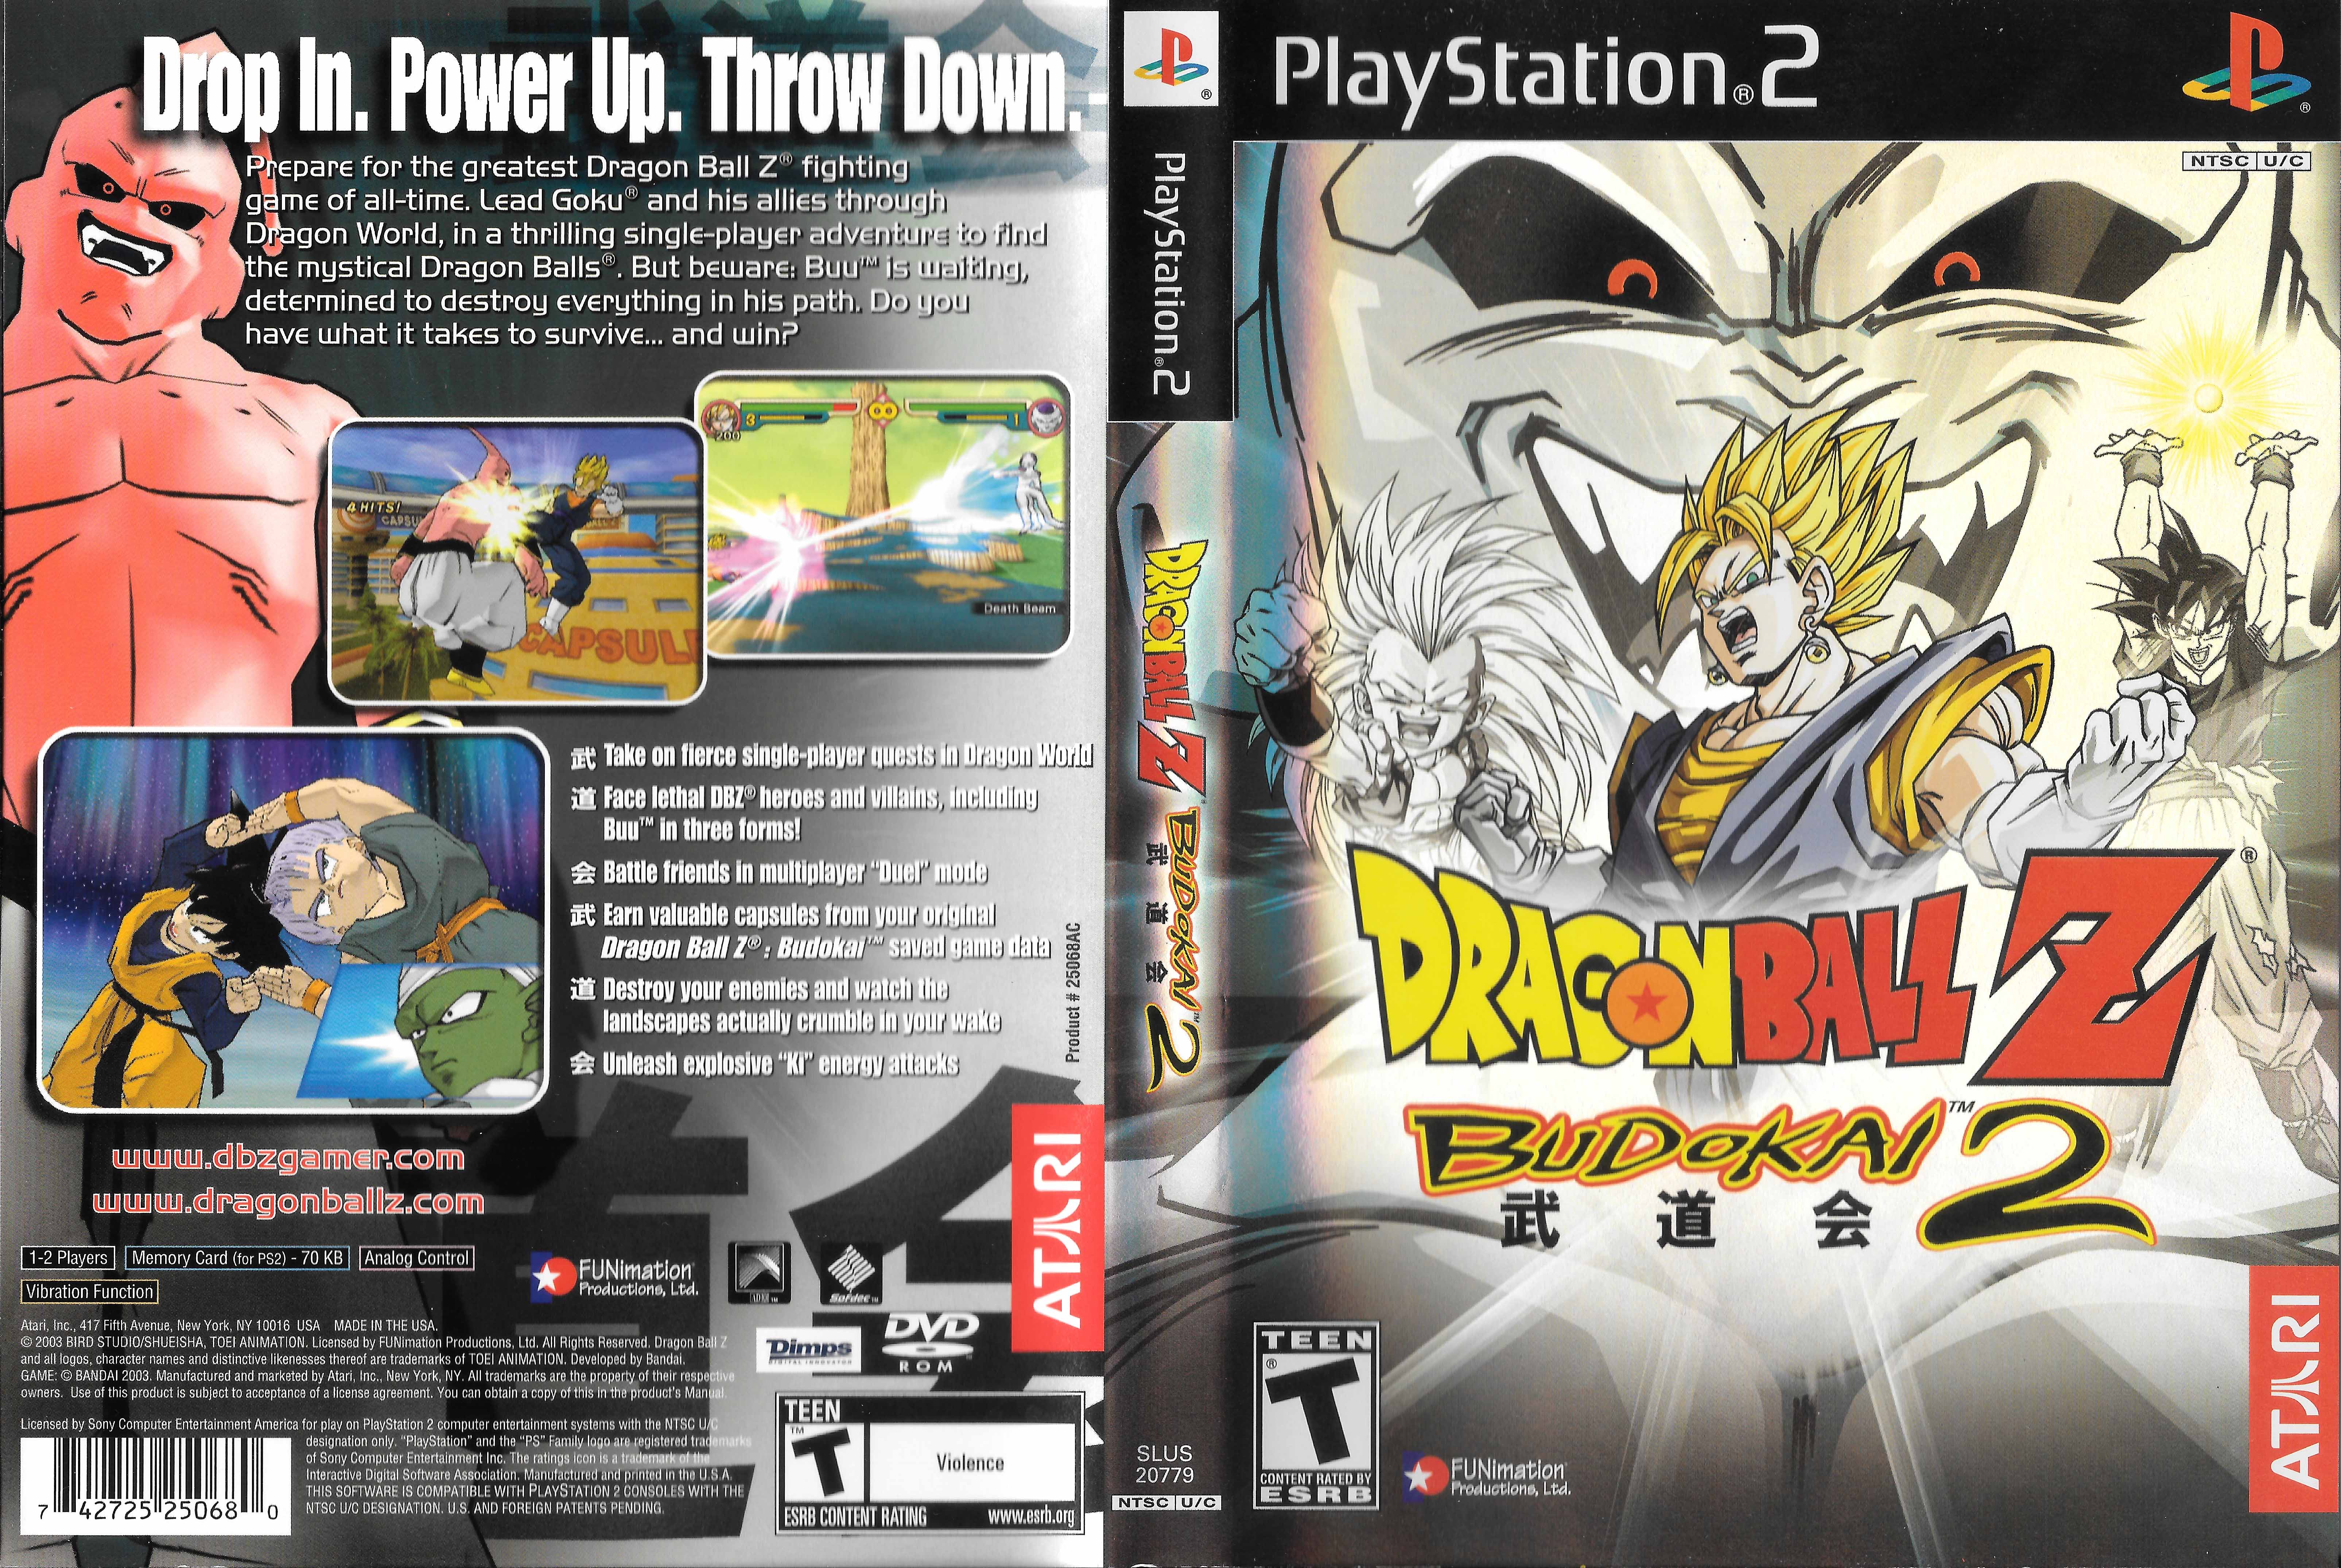 Drop In. Power Up. Throw Down.
Prepare for the greatest Dragon Ball Z® fighting
game of all-time. Lead Goku® and his allies through
Dragon World, in a thrilling single-player adventure to find
the mystical Dragon Balls®. But beware: Buu™ is waiting,
determined to destroy everything in his path. Do you
have what it takes to survive... and win?
4 HITS!
CAPSU
CAPSUL
3
200
1
Death Beam
武 Take on fierce single-player quests in Dragon World
道 Face lethal DBZ® heroes and villains, including
Buu™ in three forms!
会 Battle friends in multiplayer “Duel” mode
武 Earn valuable capsules from your original
Dragon Ball Z®: Budokai™ saved game data
道 Destroy your enemies and watch the
landscapes actually crumble in your wake
会 Unleash explosive “Ki” energy attacks
Product # 25068AC
ATARI
www.dbzgamer.com
www.dragonballz.com
1-2 Players
Memory Card (for PS2) - 70 KB
Analog Control
Vibration Function
FUNimation
Productions, Ltd.
ADX™
Sofdec™
Dimps
DIGITAL INNOVATOR
DVD
ROM
Atari, Inc., 417 Fifth Avenue, New York, NY 10016 USA MADE IN THE USA.
© 2003 BIRD STUDIO/SHUEISHA, TOEI ANIMATION. Licensed by FUNimation Productions, Ltd. All Rights Reserved. Dragon Ball Z
and all logos, character names and distinctive likenesses thereof are trademarks of TOEI ANIMATION. Developed by Bandai.
GAME: © BANDAI 2003. Manufactured and marketed by Atari, Inc., New York, NY. All trademarks are the property of their respective
owners. Use of this product is subject to acceptance of a license agreement. You can obtain a copy of this in the product's Manual.
Licensed by Sony Computer Entertainment America for play on PlayStation 2 computer entertainment systems with the NTSC U/C
designation only. “PlayStation” and the “PS” Family logo are registered trademarks
of Sony Computer Entertainment Inc. The ratings icon is a trademark of the
Interactive Digital Software Association. Manufactured and printed in the U.S.A.
THIS SOFTWARE IS COMPATIBLE WITH PLAYSTATION 2 CONSOLES WITH THE
NTSC U/C DESIGNATION. U.S. AND FOREIGN PATENTS PENDING.
7 42725 25068 0
TEEN
™
T
Violence
ESRB CONTENT RATING www.esrb.org
®
PlayStation®2
DRAGON BALL Z
BUDOKAI™ 2
武道会
SLUS
20779
NTSC U/C
PlayStation®2
®
NTSC U/C
DRAGON BALL Z®
BUDOKAI™ 2
武 道 会
TEEN
®
T
CONTENT RATED BY
ESRB
FUNimation
Productions, Ltd.
ATARI